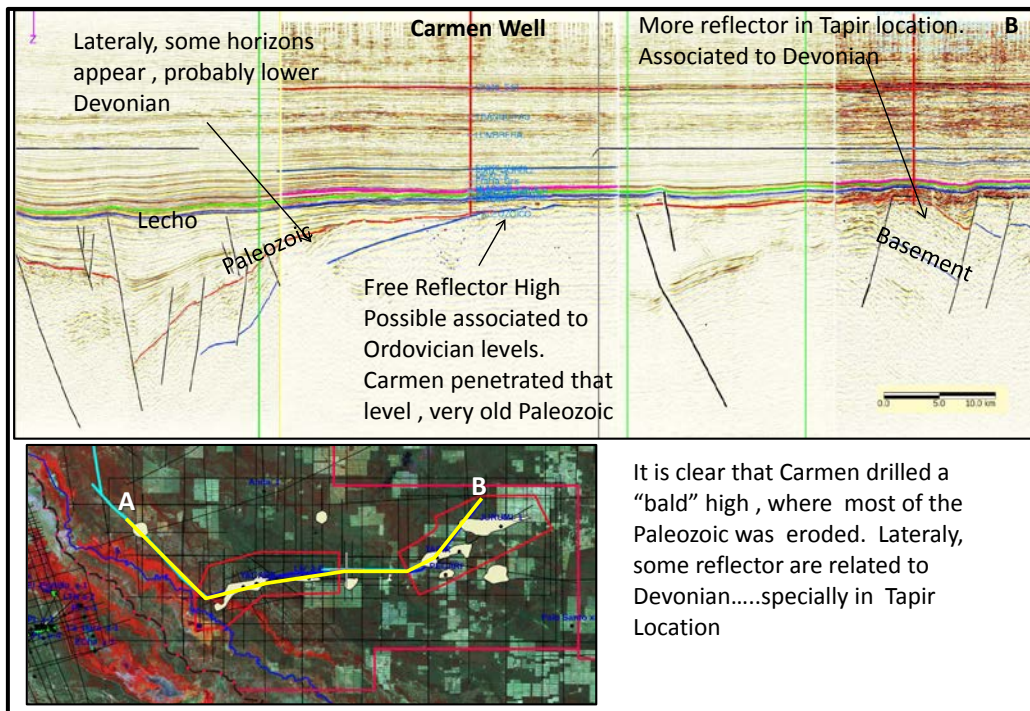 Z
Carmen Well
B
Lateraly, some horizons
appear , probably lower
Devonian
More reflector in Tapir location.
Associated to Devonian
Lecho
Paleozoic
Basement
Free Reflector High
Possible associated to
Ordovician levels.
Carmen penetrated that
level , very old Paleozoic
0.0 5.0 10.0 km
A
B
It is clear that Carmen drilled a
“bald” high , where most of the
Paleozoic was eroded. Lateraly,
some reflector are related to
Devonian…..specially in Tapir
Location